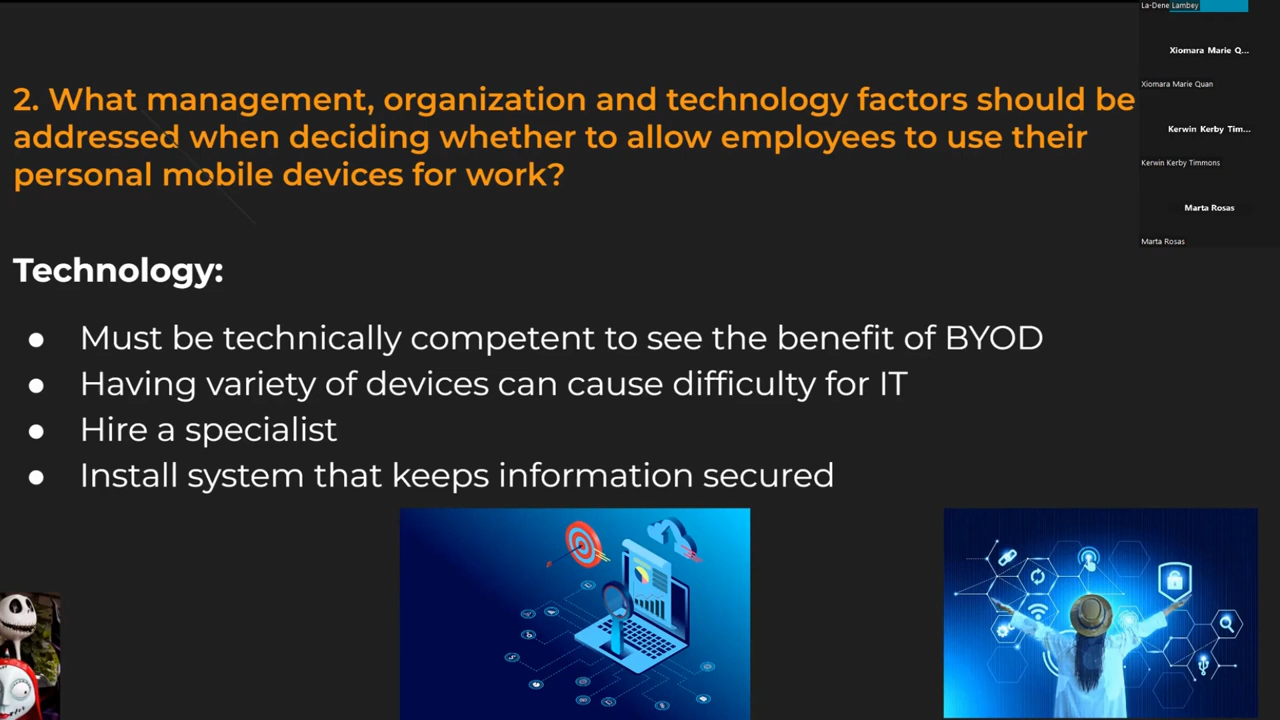 2. What management, organization and technology factors should be
addressed when deciding whether to allow employees to use their
personal mobile devices for work?
Technology:
● Must be technically competent to see the benefit of BYOD
● Having variety of devices can cause difficulty for IT
● Hire a specialist
● Install system that keeps information secured
La-Dene Lambey
Xiomara Marie Q...
Xiomara Marie Quan
Kerwin Kerby Tim...
Kerwin Kerby Timmons
Marta Rosas
Marta Rosas